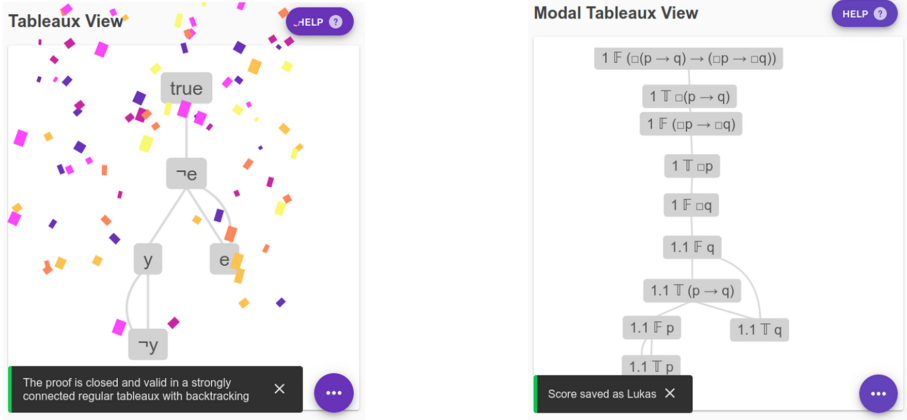 Tableaux View
HELP ?
true
¬e
y
e
¬y
The proof is closed and valid in a strongly
connected regular tableaux with backtracking
Modal Tableaux View
HELP ?
1 𝔽 (□(p → q) → (□p → □q))
1 𝕋 □(p → q)
1 𝔽 (□p → □q)
1 𝕋 □p
1 𝔽 □q
1.1 𝔽 q
1.1 𝕋 (p → q)
1.1 𝔽 p
1.1 𝕋 q
1.1 𝕋 p
Score saved as Lukas